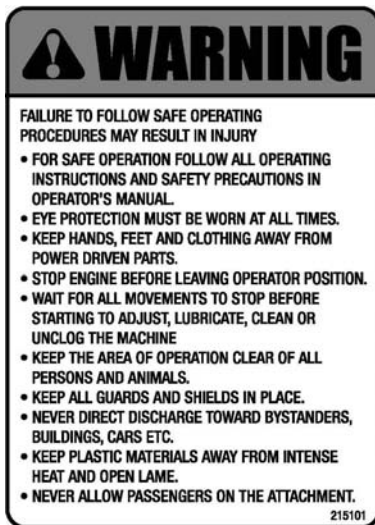 WARNING
FAILURE TO FOLLOW SAFE OPERATING
PROCEDURES MAY RESULT IN INJURY
• FOR SAFE OPERATION FOLLOW ALL OPERATING
INSTRUCTIONS AND SAFETY PRECAUTIONS IN
OPERATOR'S MANUAL.
• EYE PROTECTION MUST BE WORN AT ALL TIMES.
• KEEP HANDS, FEET AND CLOTHING AWAY FROM
POWER DRIVEN PARTS.
• STOP ENGINE BEFORE LEAVING OPERATOR POSITION.
• WAIT FOR ALL MOVEMENTS TO STOP BEFORE
STARTING TO ADJUST, LUBRICATE, CLEAN OR
UNCLOG THE MACHINE
• KEEP THE AREA OF OPERATION CLEAR OF ALL
PERSONS AND ANIMALS.
• KEEP ALL GUARDS AND SHIELDS IN PLACE.
• NEVER DIRECT DISCHARGE TOWARD BYSTANDERS,
BUILDINGS, CARS ETC.
• KEEP PLASTIC MATERIALS AWAY FROM INTENSE
HEAT AND OPEN LAME.
• NEVER ALLOW PASSENGERS ON THE ATTACHMENT.
215101